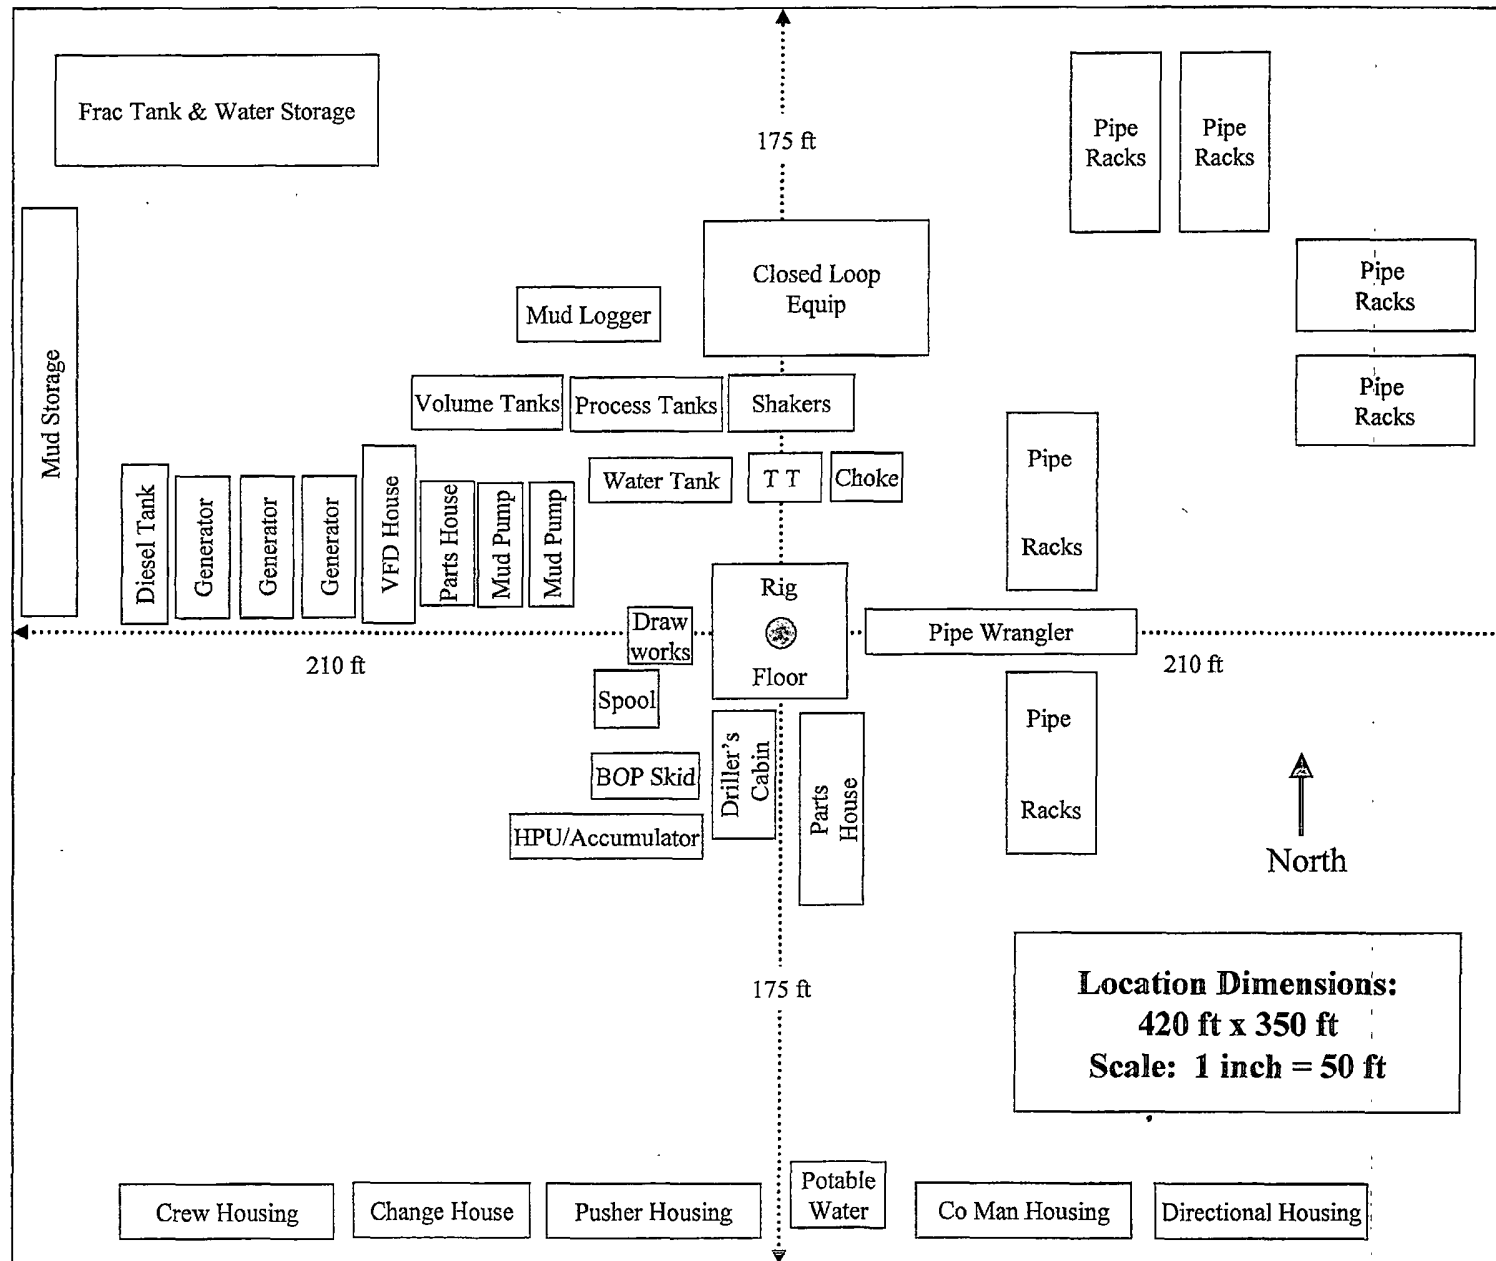 Frac Tank & Water Storage
175 ft
Pipe
Racks
Pipe
Racks
Mud Storage
Closed Loop
Equip
Pipe
Racks
Mud Logger
Volume Tanks
Process Tanks
Shakers
Pipe
Racks
Diesel Tank
Generator
Generator
Generator
VFD House
Parts House
Mud Pump
Mud Pump
Water Tank
T T
Choke
Pipe
Racks
Rig
Floor
Draw
works
Pipe Wrangler
210 ft
210 ft
Spool
BOP Skid
HPU/Accumulator
Driller's
Cabin
Parts
House
Pipe
Racks
North
175 ft
Location Dimensions:
420 ft x 350 ft
Scale: 1 inch = 50 ft
Crew Housing
Change House
Pusher Housing
Potable
Water
Co Man Housing
Directional Housing